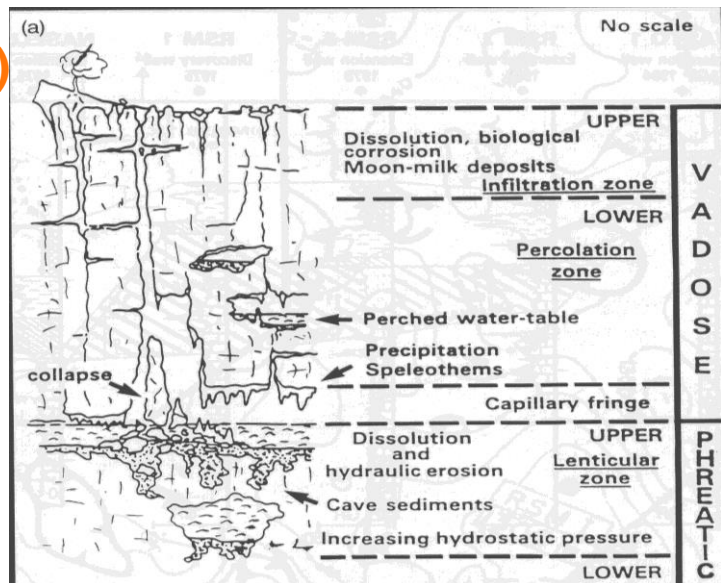 (a)
No scale
UPPER
Dissolution, biological
corrosion
Moon-milk deposits
Infiltration zone
LOWER
Percolation
zone
Perched water-table
Precipitation
Speleothems
collapse
Capillary fringe
VADOSE
Dissolution
and
hydraulic erosion
UPPER
Lenticular
zone
Cave sediments
Increasing hydrostatic pressure
LOWER
PHREATIC